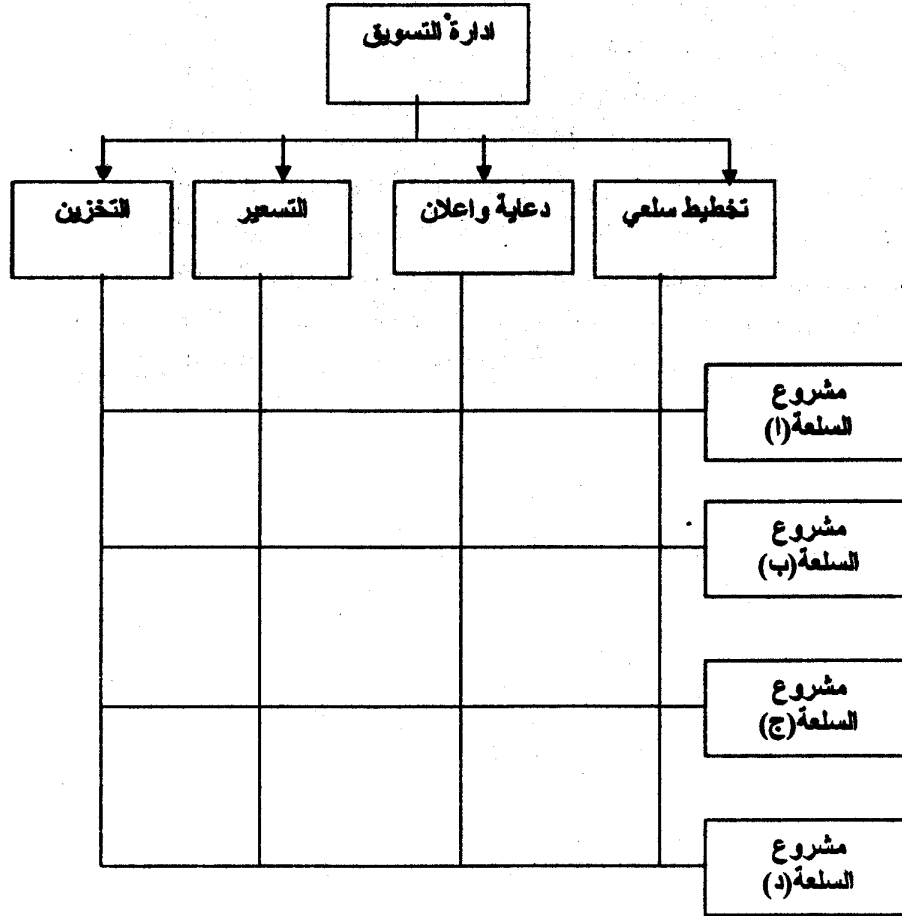 ادارة التسويق
تخطيط سلعي
دعاية واعلان
التسعير
التخزين
مشروع
السلعة(ا)
مشروع
السلعة(ب)
مشروع
السلعة(ج)
مشروع
السلعة(د)